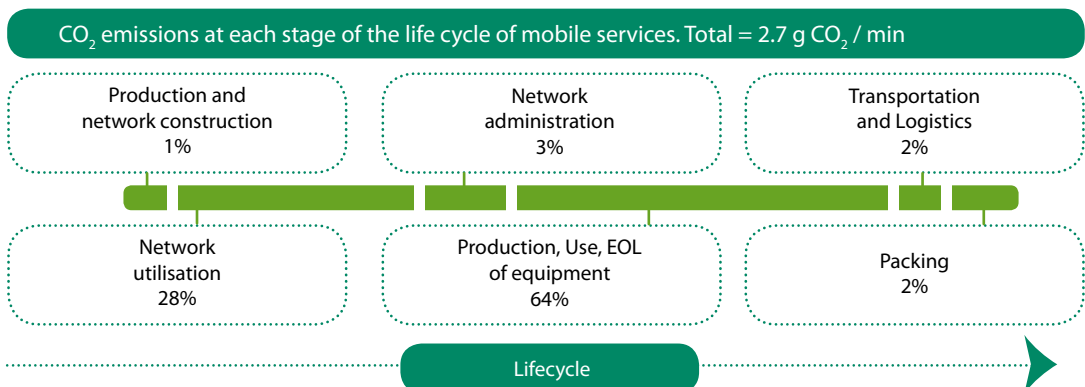 CO2 emissions at each stage of the life cycle of mobile services. Total = 2.7 g CO2 / min
Production and
network construction
1%
Network
administration
3%
Transportation
and Logistics
2%
Network
utilisation
28%
Production, Use, EOL
of equipment
64%
Packing
2%
Lifecycle